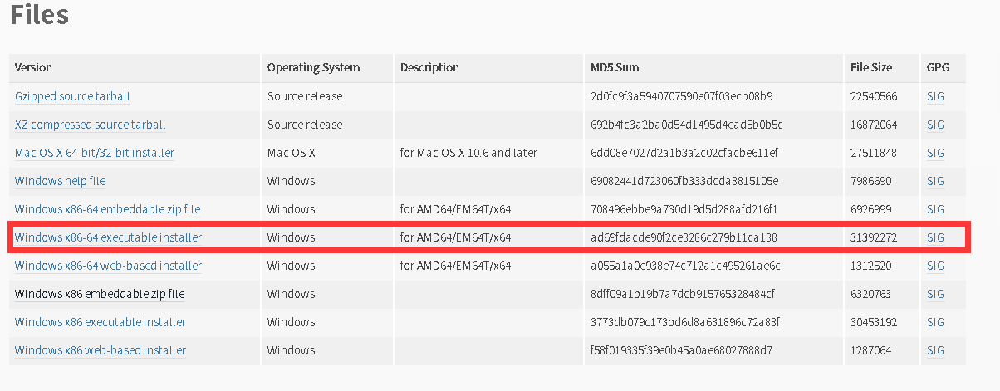 Files
Version Operating System Description MD5 Sum File Size GPG
Gzipped source tarball Source release 2d0fc9f3a5940707590e07f03ecb08b9 22540566 SIG
XZ compressed source tarball Source release 692b4fc3a2ba0d54d1495d4ead5b0b5c 16872064 SIG
Mac OS X 64-bit/32-bit installer Mac OS X for Mac OS X 10.6 and later 6dd08e7027d2a1b3a2c02cfacbe611ef 27511848 SIG
Windows help file Windows 69082441d723060fb333dcda8815105e 7986690 SIG
Windows x86-64 embeddable zip file Windows for AMD64/EM64T/x64 708496ebbe9a730d19d5d288afd216f1 6926999 SIG
Windows x86-64 executable installer Windows for AMD64/EM64T/x64 ad69fdacde90f2ce8286c279b11ca188 31392272 SIG
Windows x86-64 web-based installer Windows for AMD64/EM64T/x64 a055a1a0e938e74c712a1c495261ae6c 1312520 SIG
Windows x86 embeddable zip file Windows 8dff09a1b19b7a7dcb915765328484cf 6320763 SIG
Windows x86 executable installer Windows 3773db079c173bd6d8a631896c72a88f 30453192 SIG
Windows x86 web-based installer Windows f58f019335f39e0b45a0ae68027888d7 1287064 SIG